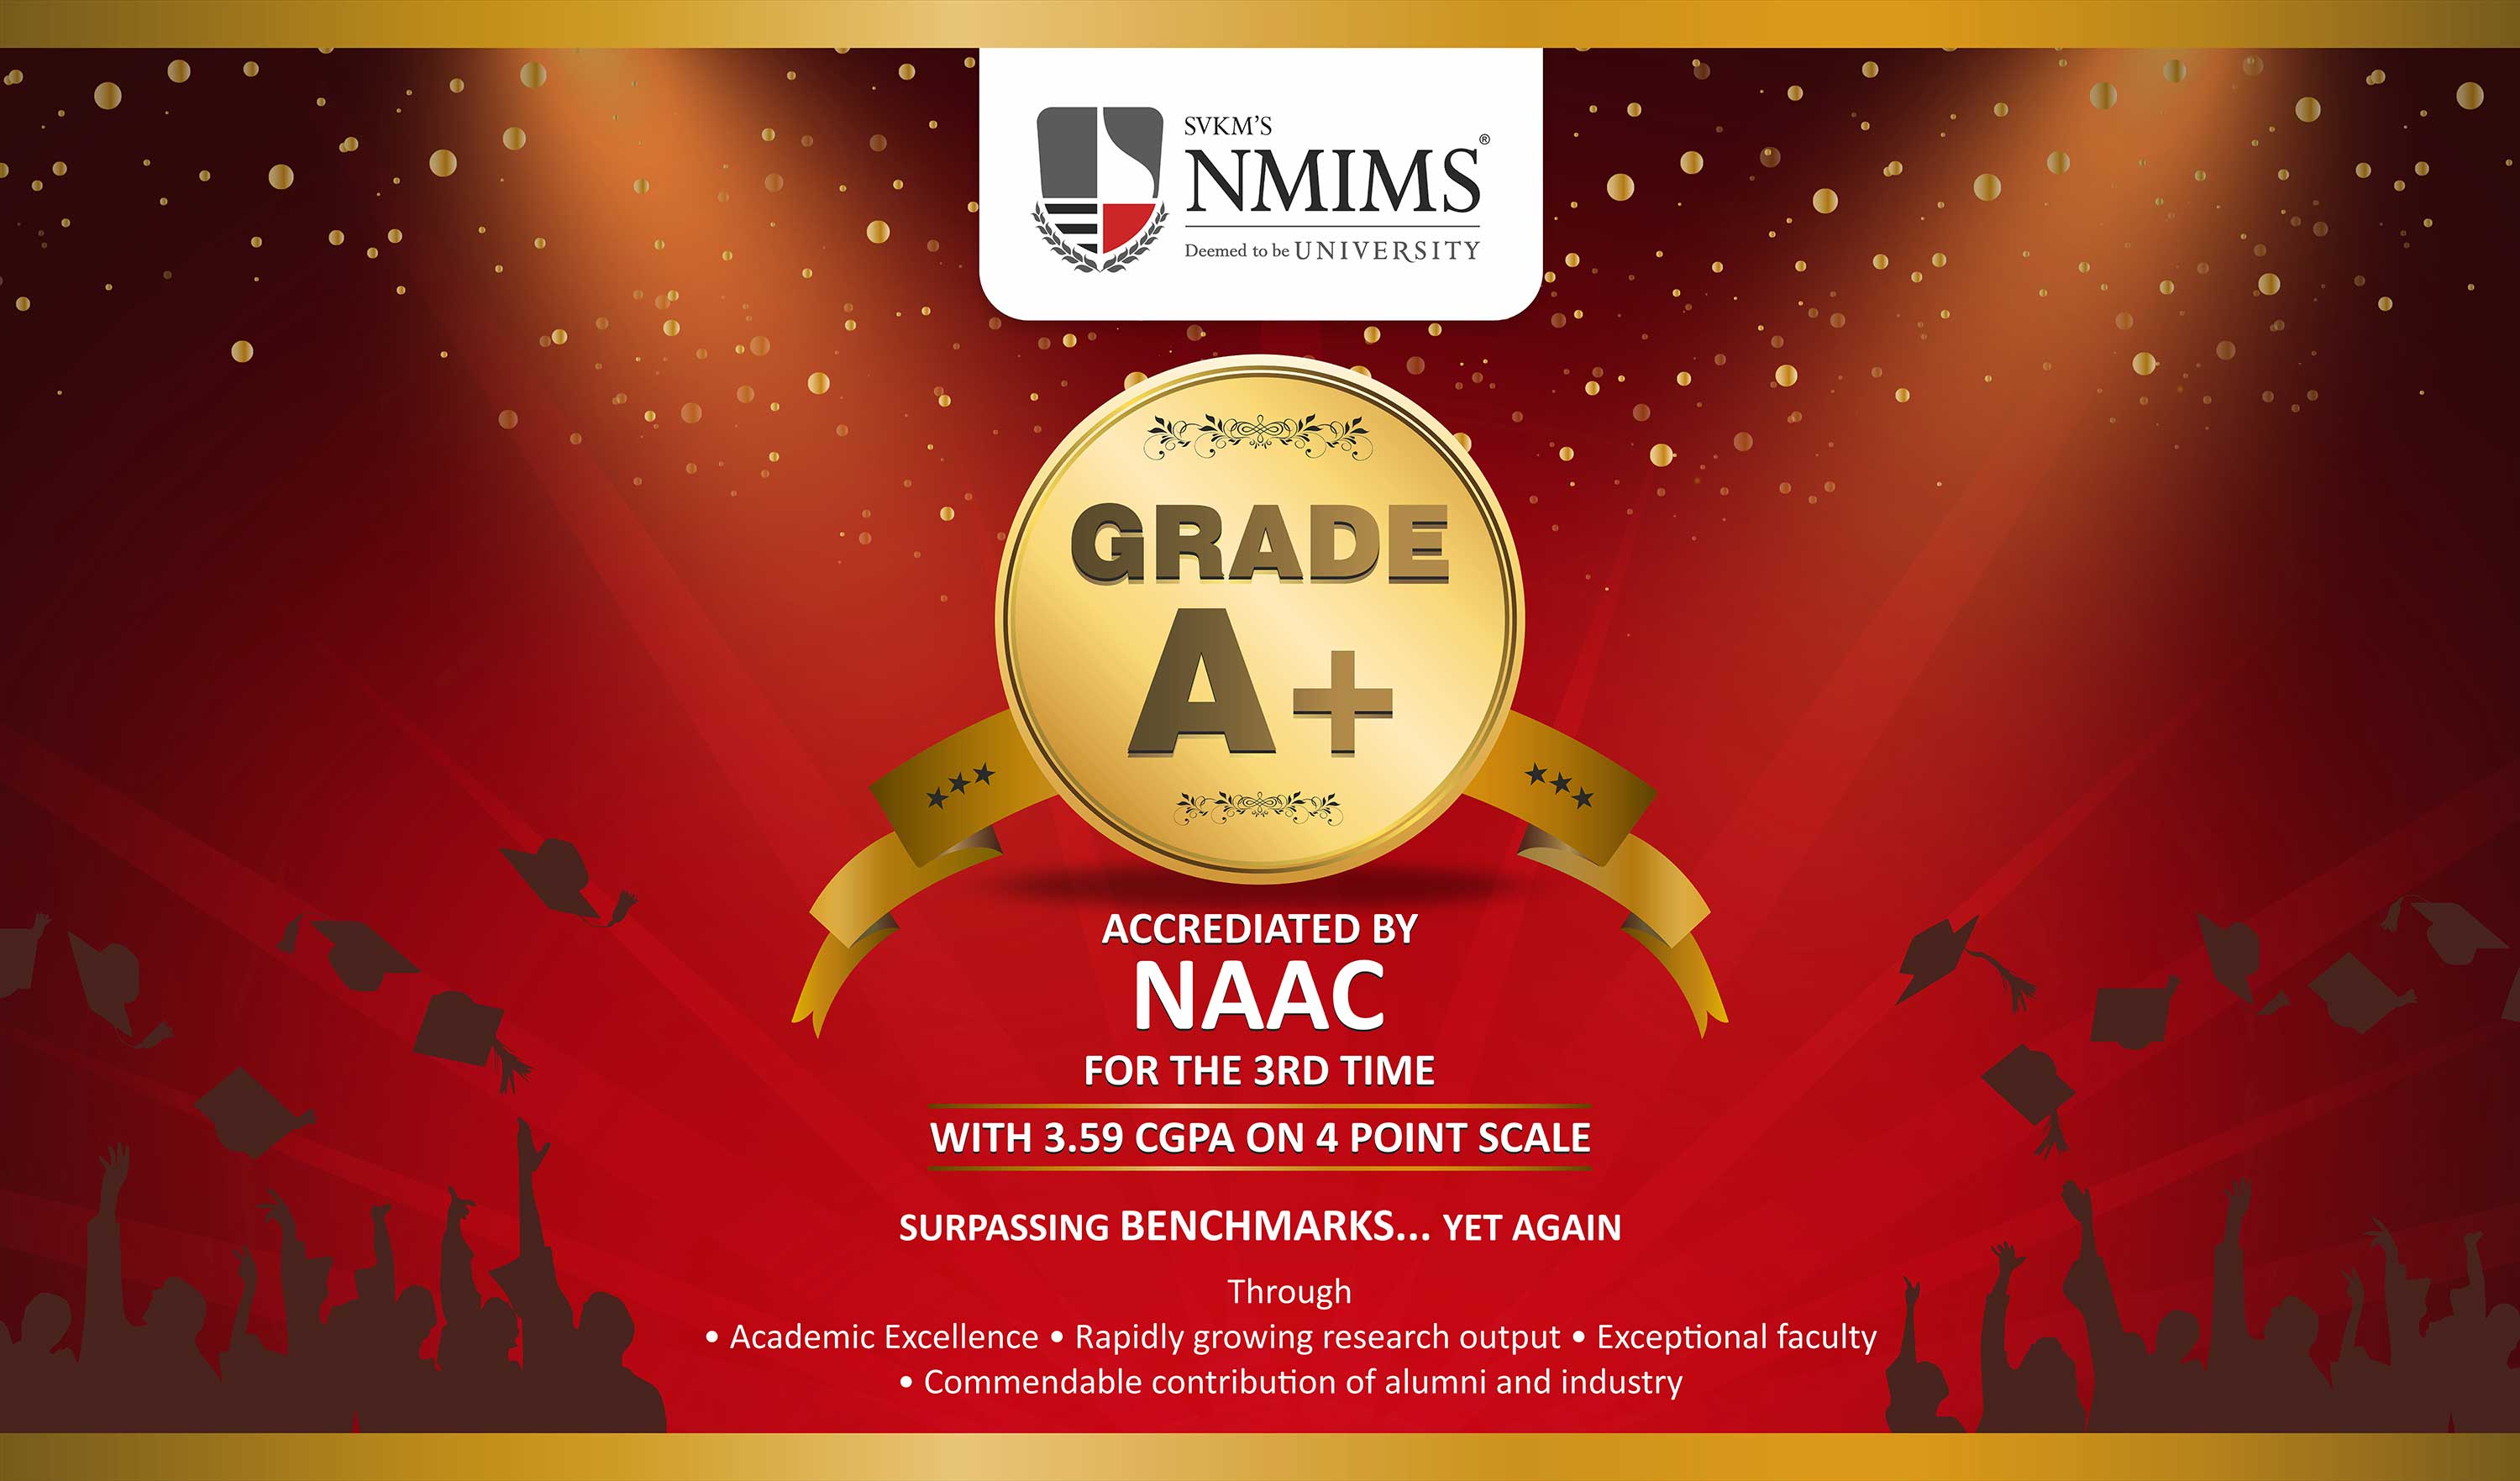 SVKM'S
NMIMS®
Deemed to be UNIVERSITY
GRADE
A+
ACCREDIATED BY
NAAC
FOR THE 3RD TIME
WITH 3.59 CGPA ON 4 POINT SCALE
SURPASSING BENCHMARKS... YET AGAIN
Through
• Academic Excellence • Rapidly growing research output • Exceptional faculty
• Commendable contribution of alumni and industry